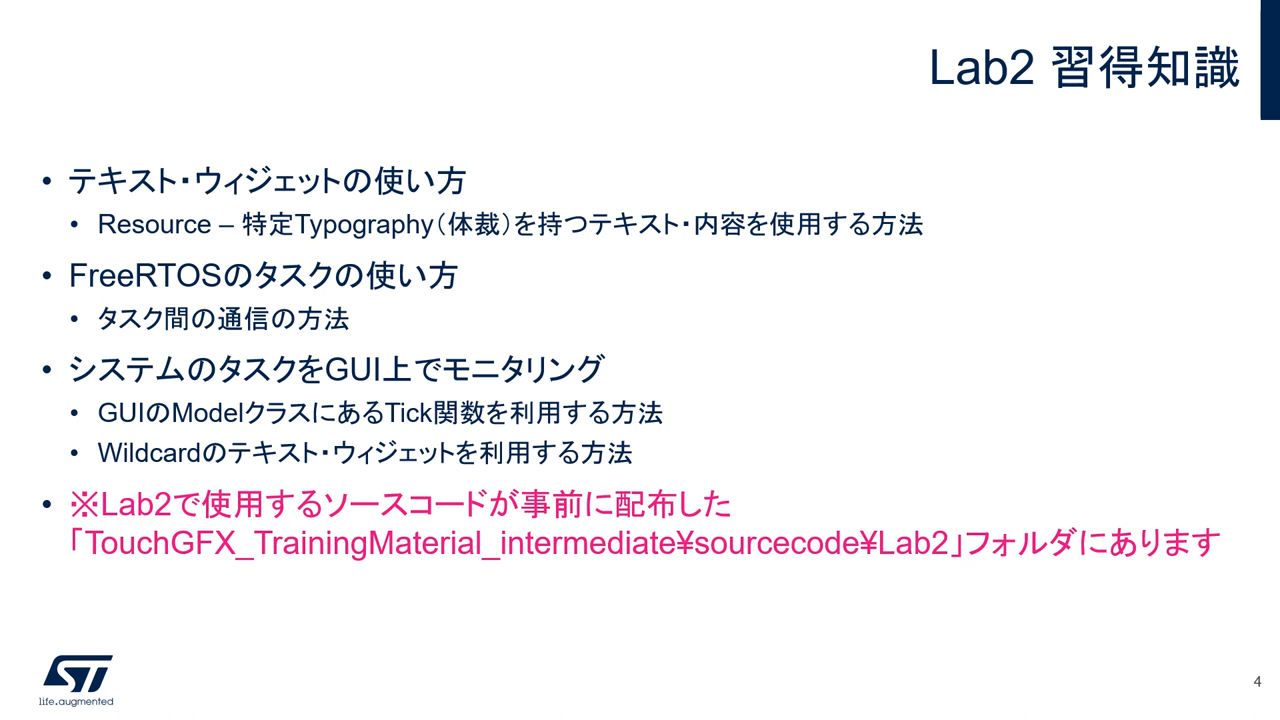 Lab2 習得知識
• テキスト・ウィジェットの使い方
• Resource – 特定Typography（体裁）を持つテキスト・内容を使用する方法
• FreeRTOSのタスクの使い方
• タスク間の通信の方法
• システムのタスクをGUI上でモニタリング
• GUIのModelクラスにあるTick関数を利用する方法
• Wildcardのテキスト・ウィジェットを利用する方法
• ※Lab2で使用するソースコードが事前に配布した
「TouchGFX_TrainingMaterial_intermediate¥sourcecode¥Lab2」フォルダにあります
ST
life.augmented
4